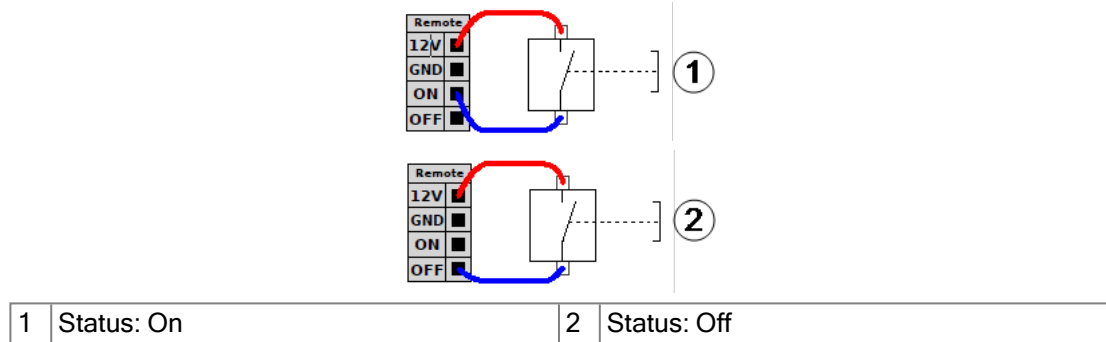 Remote
12V
GND
ON
OFF
1
Remote
12V
GND
ON
OFF
2
1 Status: On 2 Status: Off